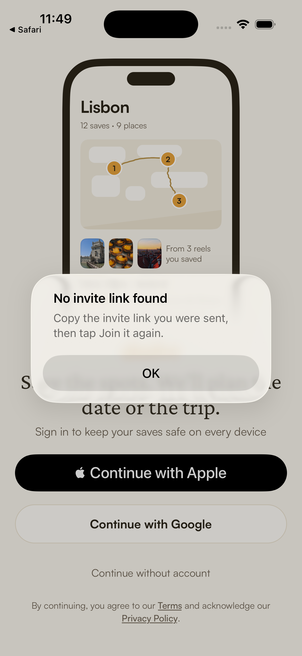 11:49
◀ Safari
Lisbon
12 saves · 9 places
1
2
3
From 3 reels
you saved
No invite link found
Copy the invite link you were sent,
then tap Join it again.
OK
date or the trip.
Sign in to keep your saves safe on every device
Continue with Apple
Continue with Google
Continue without account
By continuing, you agree to our Terms and acknowledge our
Privacy Policy.